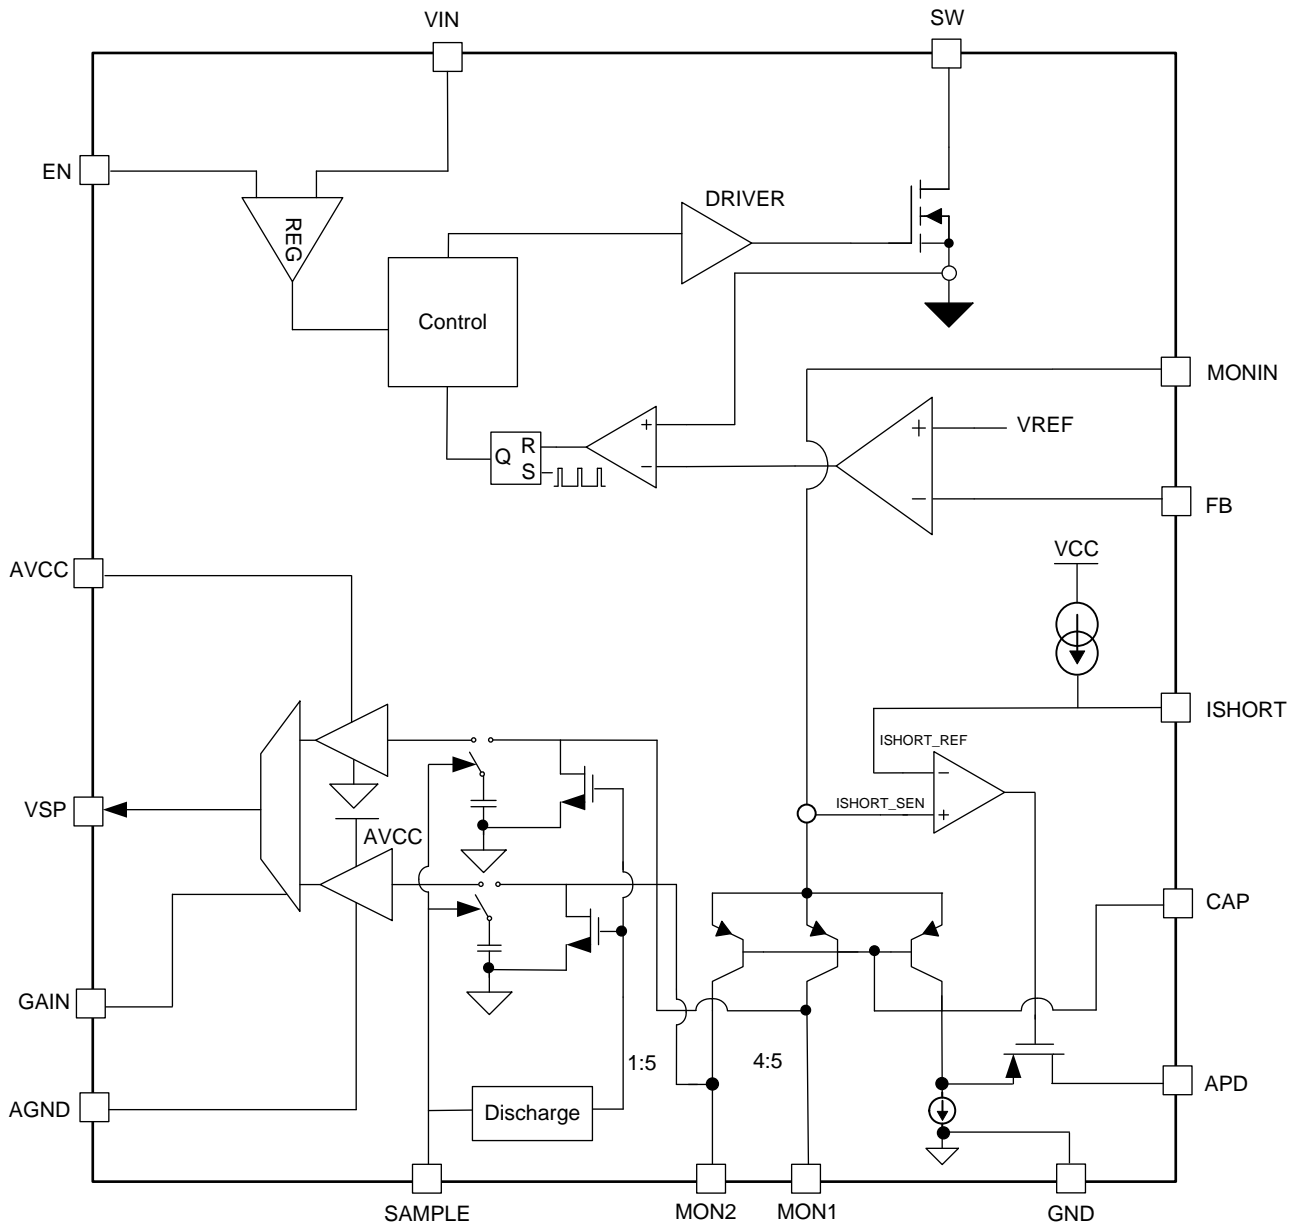 VIN
SW
EN
REG
DRIVER
Control
MONIN
+
VREF
+
R
Q
S
−
−
FB
AVCC
VCC
ISHORT
ISHORT_REF
−
ISHORT_SEN
+
VSP
AVCC
CAP
GAIN
1:5
4:5
APD
AGND
Discharge
SAMPLE
MON2
MON1
GND